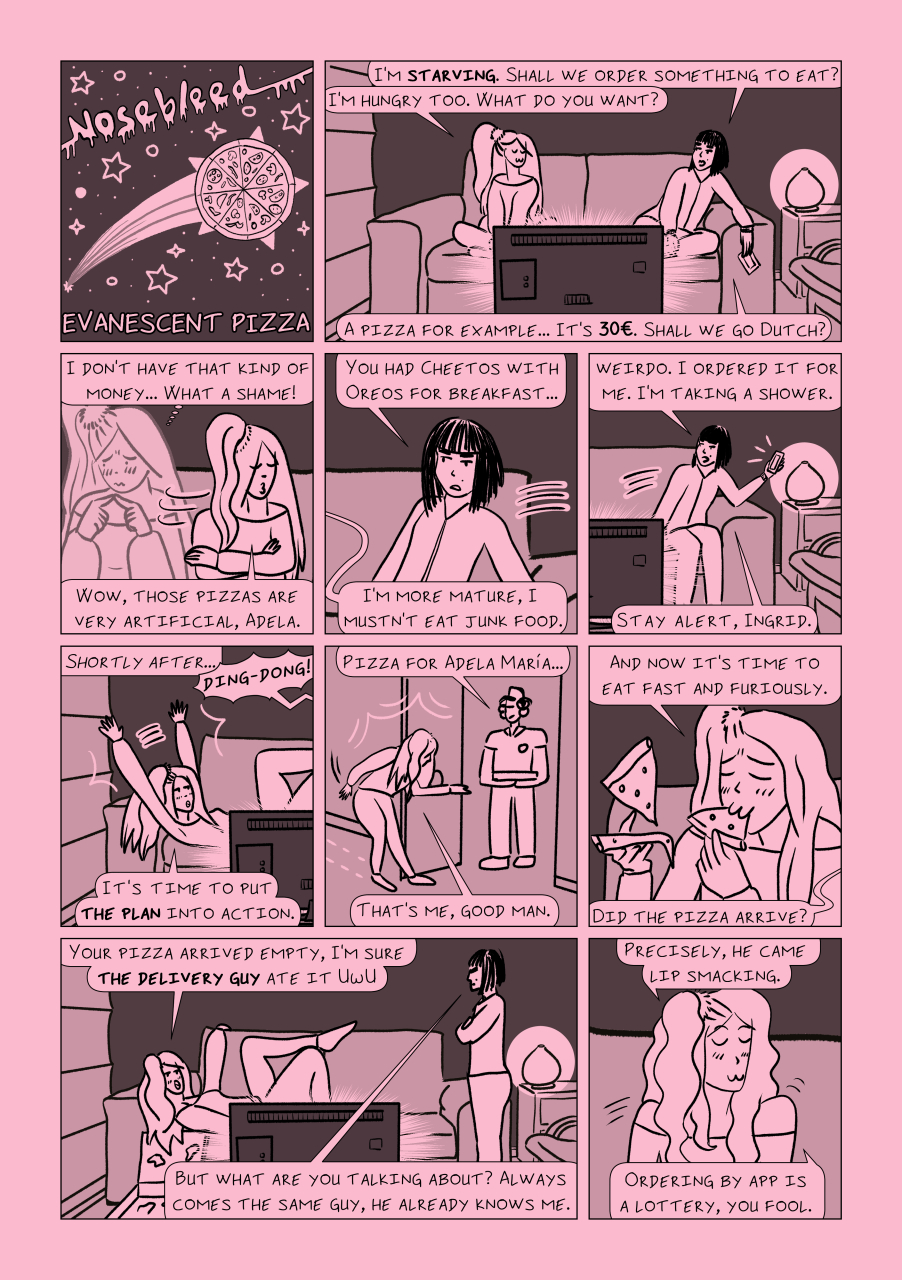 Nosebleed
EVANESCENT PIZZA
I'M STARVING. SHALL WE ORDER SOMETHING TO EAT?
I'M HUNGRY TOO. WHAT DO YOU WANT?
A PIZZA FOR EXAMPLE... IT'S 30€. SHALL WE GO DUTCH?
I DON'T HAVE THAT KIND OF
MONEY... WHAT A SHAME!
WOW, THOSE PIZZAS ARE
VERY ARTIFICIAL, ADELA.
YOU HAD CHEETOS WITH
OREOS FOR BREAKFAST...
I'M MORE MATURE, I
MUSTN'T EAT JUNK FOOD.
WEIRDO. I ORDERED IT FOR
ME. I'M TAKING A SHOWER.
STAY ALERT, INGRID.
SHORTLY AFTER...
DING-DONG!
IT'S TIME TO PUT
THE PLAN INTO ACTION.
PIZZA FOR ADELA MARÍA...
THAT'S ME, GOOD MAN.
AND NOW IT'S TIME TO
EAT FAST AND FURIOUSLY.
DID THE PIZZA ARRIVE?
YOUR PIZZA ARRIVED EMPTY, I'M SURE
THE DELIVERY GUY ATE IT UWU
BUT WHAT ARE YOU TALKING ABOUT? ALWAYS
COMES THE SAME GUY, HE ALREADY KNOWS ME.
PRECISELY, HE CAME
LIP SMACKING.
ORDERING BY APP IS
A LOTTERY, YOU FOOL.